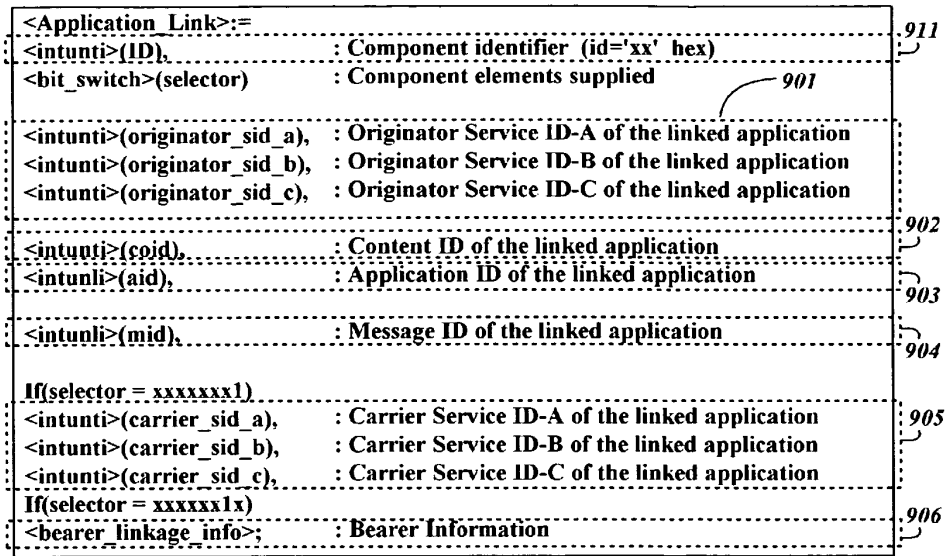 <Application_Link>:=
911
<intunti>(ID), : Component identifier (id='xx' hex)
<bit_switch>(selector) : Component elements supplied
901
<intunti>(originator_sid_a), : Originator Service ID-A of the linked application
<intunti>(originator_sid_b), : Originator Service ID-B of the linked application
<intunti>(originator_sid_c), : Originator Service ID-C of the linked application
902
<intunti>(coid), : Content ID of the linked application
<intunli>(aid), : Application ID of the linked application
903
<intunli>(mid), : Message ID of the linked application
904
If(selector = xxxxxxx1)
<intunti>(carrier_sid_a), : Carrier Service ID-A of the linked application
905
<intunti>(carrier_sid_b), : Carrier Service ID-B of the linked application
<intunti>(carrier_sid_c), : Carrier Service ID-C of the linked application
If(selector = xxxxxx1x)
906
<bearer_linkage_info>; : Bearer Information